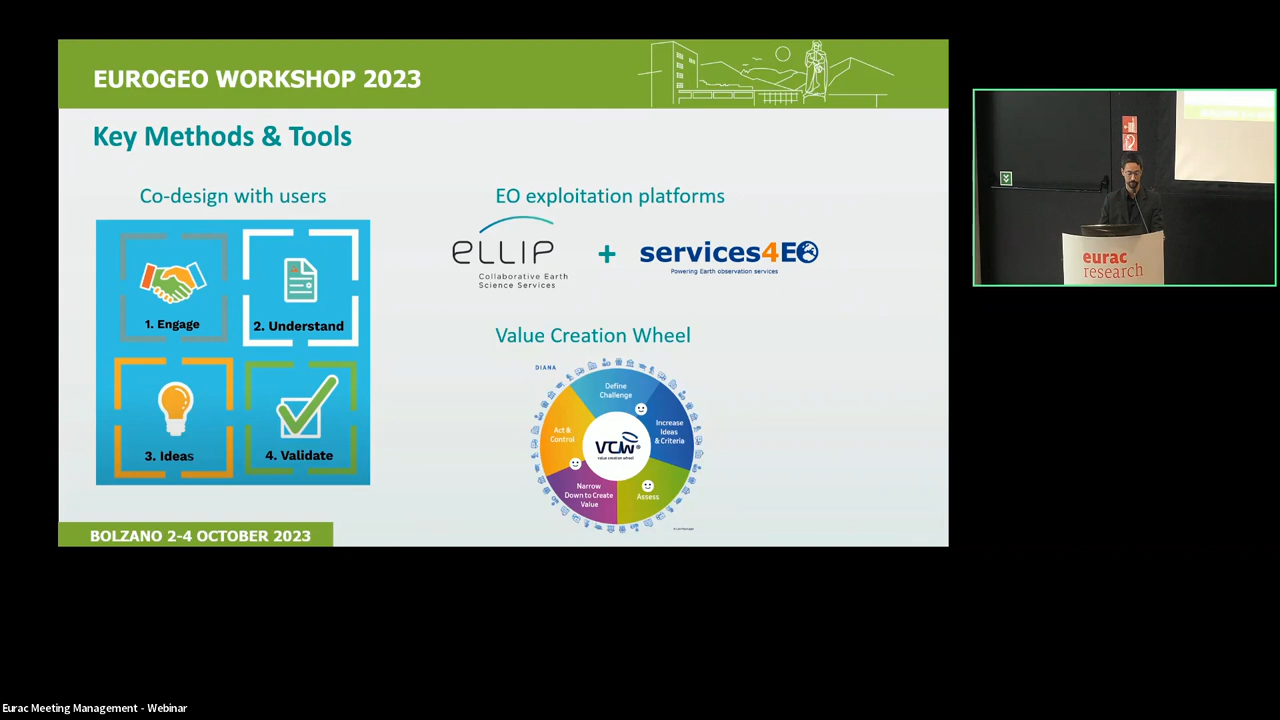 EUROGEO WORKSHOP 2023
Key Methods & Tools
Co-design with users
1. Engage
2. Understand
3. Ideas
4. Validate
EO exploitation platforms
ELLIP
Collaborative Earth
Science Services
+
services4EO
Powering Earth observation services
Value Creation Wheel
DIANA
Define
Challenge
Increase
Ideas
& Criteria
Assess
Narrow
Down to Create
Value
Act &
Control
VCW®
value creation wheel
BOLZANO 2-4 OCTOBER 2023
eurac
research
Eurac Meeting Management - Webinar